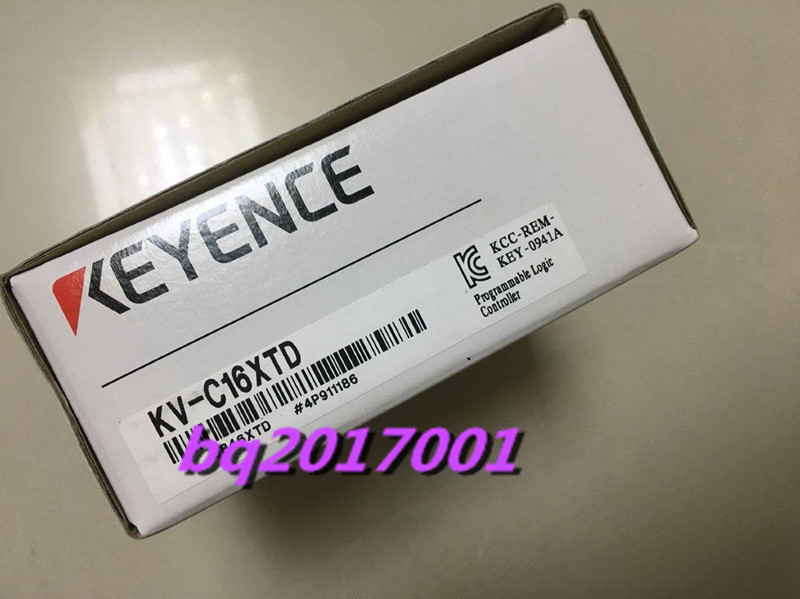 KEYENCE
KCC-REM-
KEY-0941A
Programmable Logic
Controller
KV-C16XTD
#4P911186
bq2017001